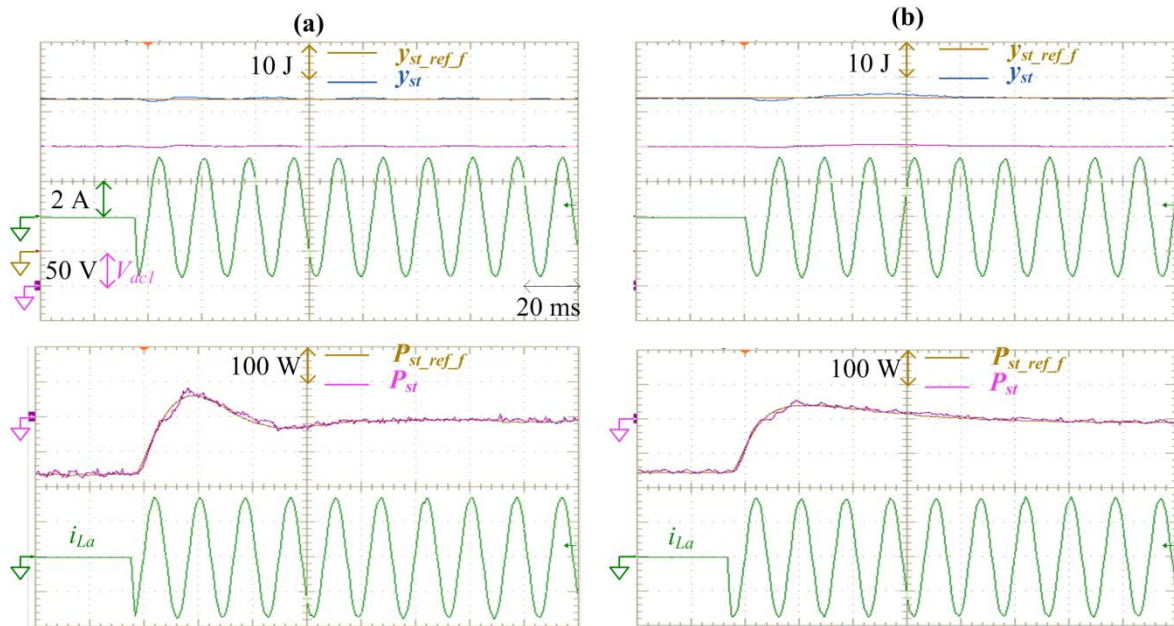 (a)
(b)
10 J
y_st_ref_f
y_st
10 J
y_st_ref_f
y_st
2 A
50 V
V_dc1
20 ms
100 W
P_st_ref_f
P_st
100 W
P_st_ref_f
P_st
i_La
i_La